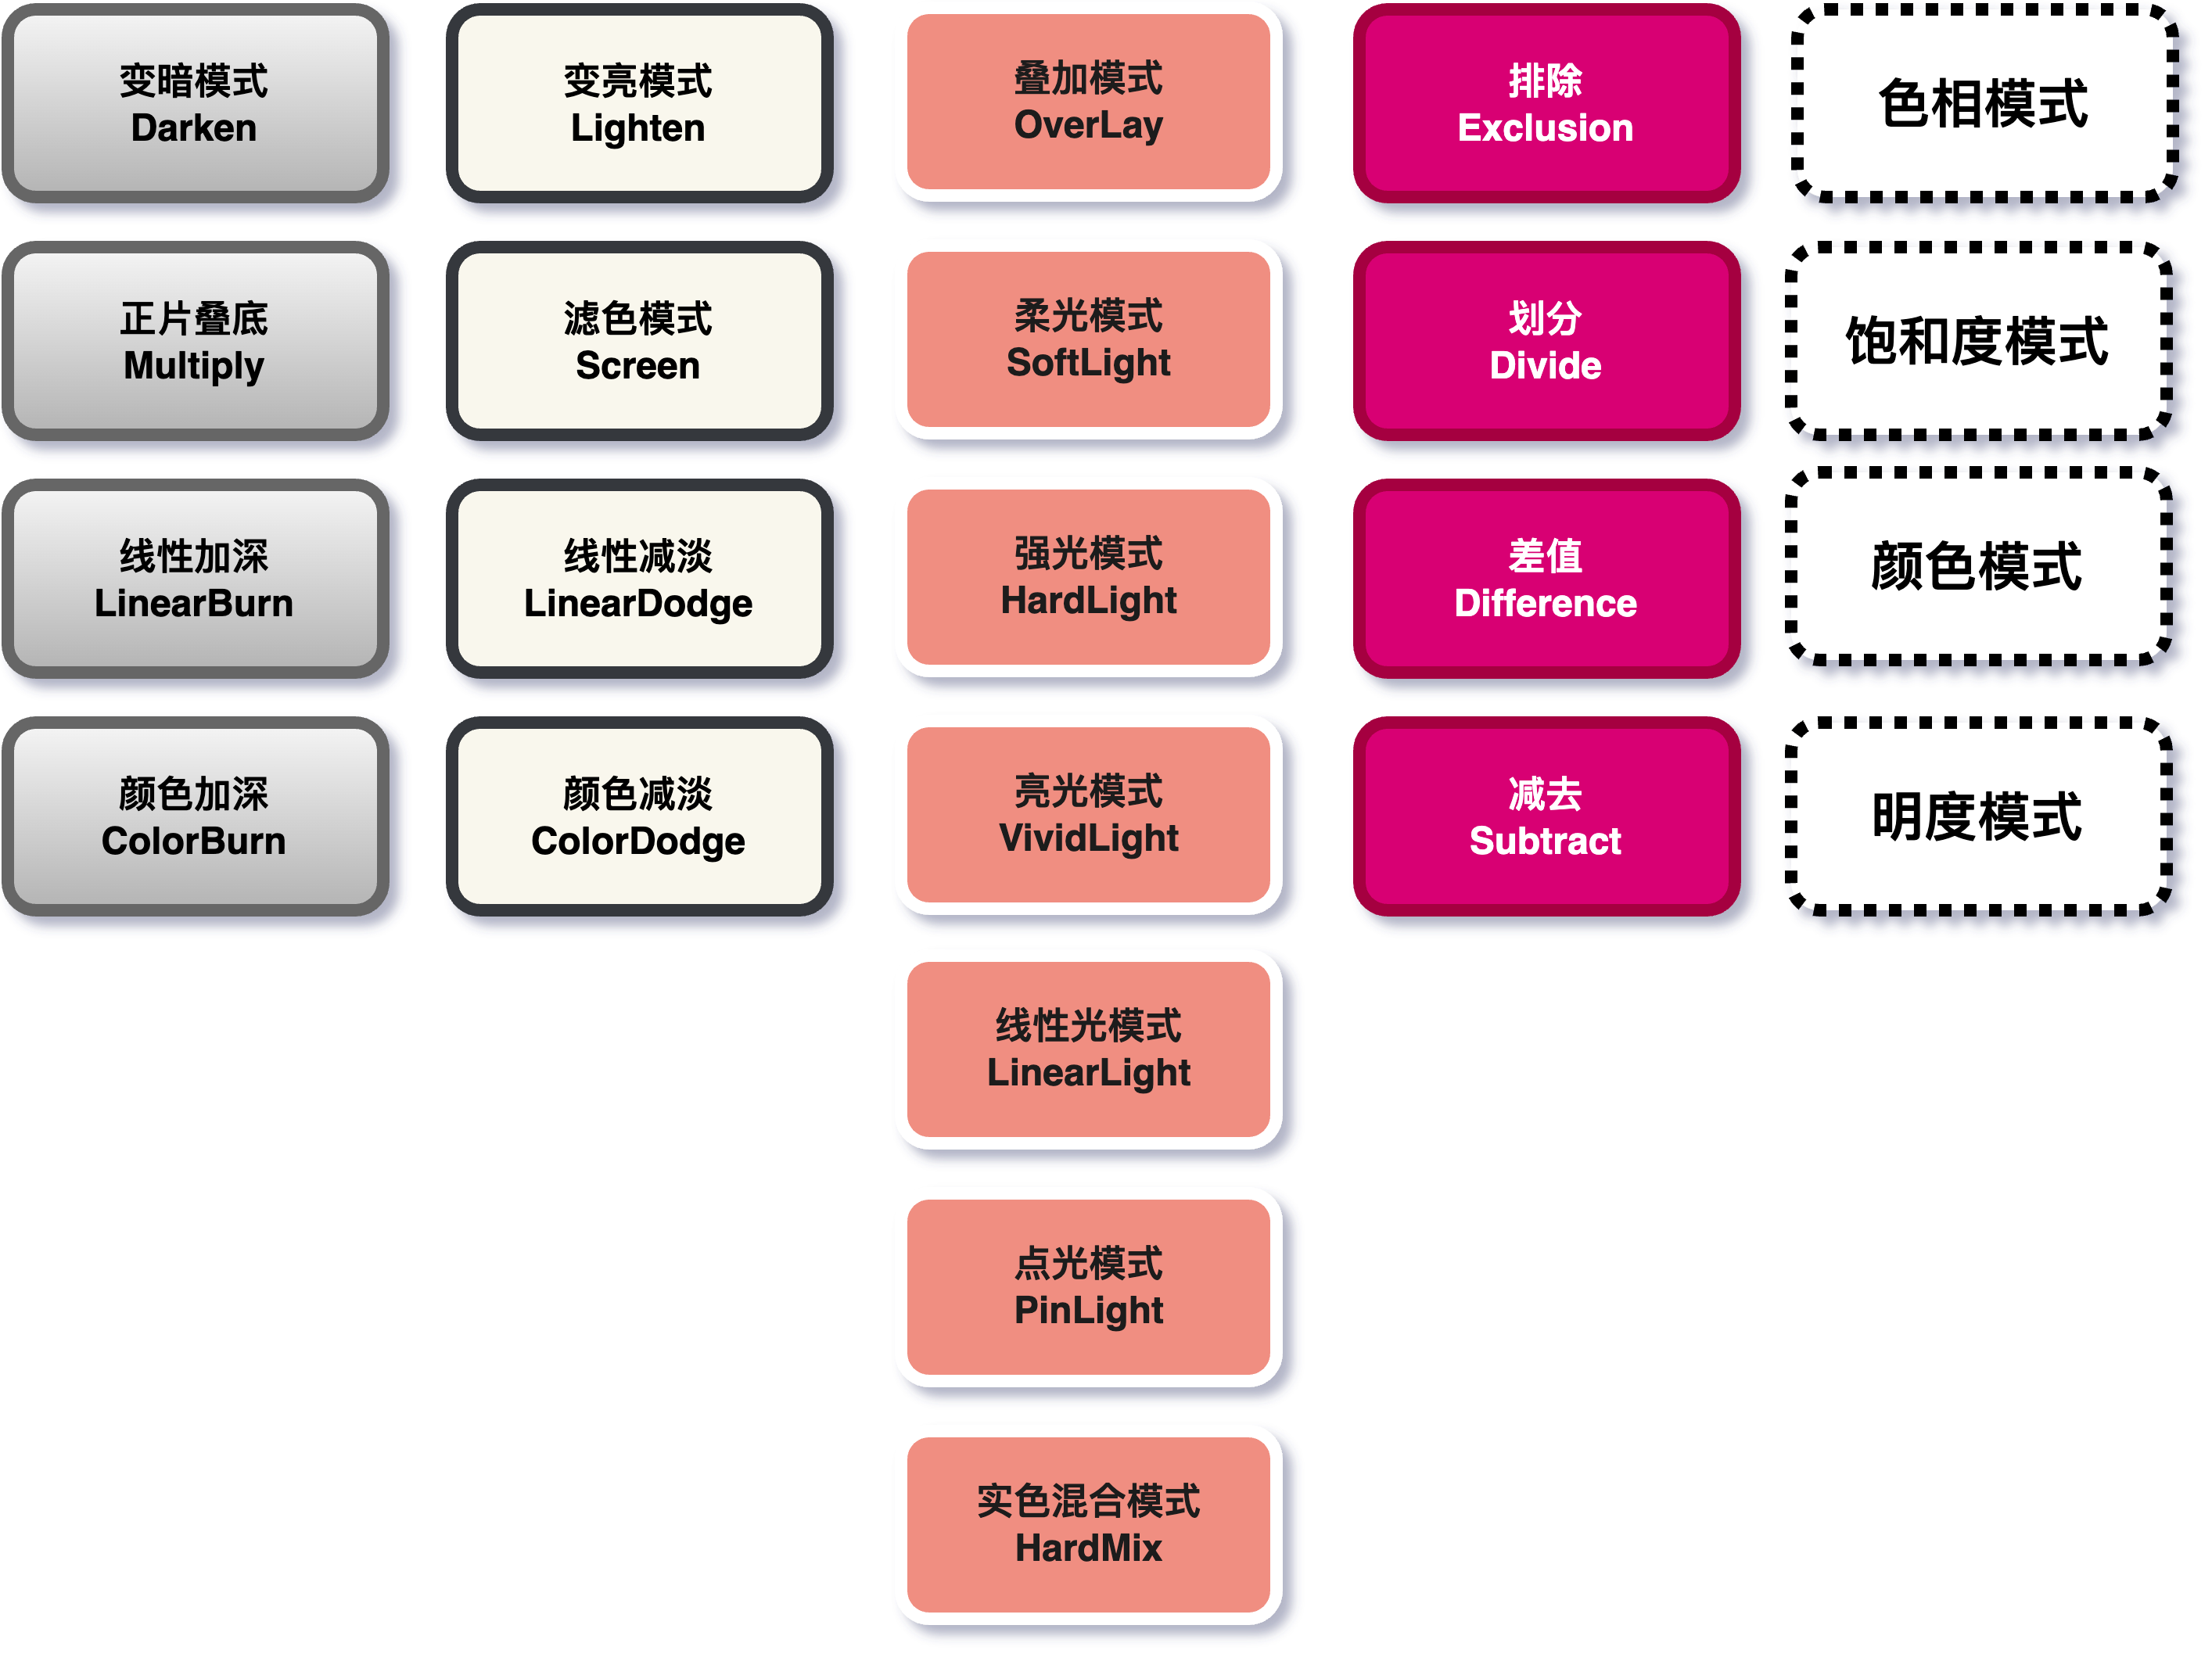 变暗模式
Darken
变亮模式
Lighten
叠加模式
OverLay
排除
Exclusion
色相模式
正片叠底
Multiply
滤色模式
Screen
柔光模式
SoftLight
划分
Divide
饱和度模式
线性加深
LinearBurn
线性减淡
LinearDodge
强光模式
HardLight
差值
Difference
颜色模式
颜色加深
ColorBurn
颜色减淡
ColorDodge
亮光模式
VividLight
减去
Subtract
明度模式
线性光模式
LinearLight
点光模式
PinLight
实色混合模式
HardMix